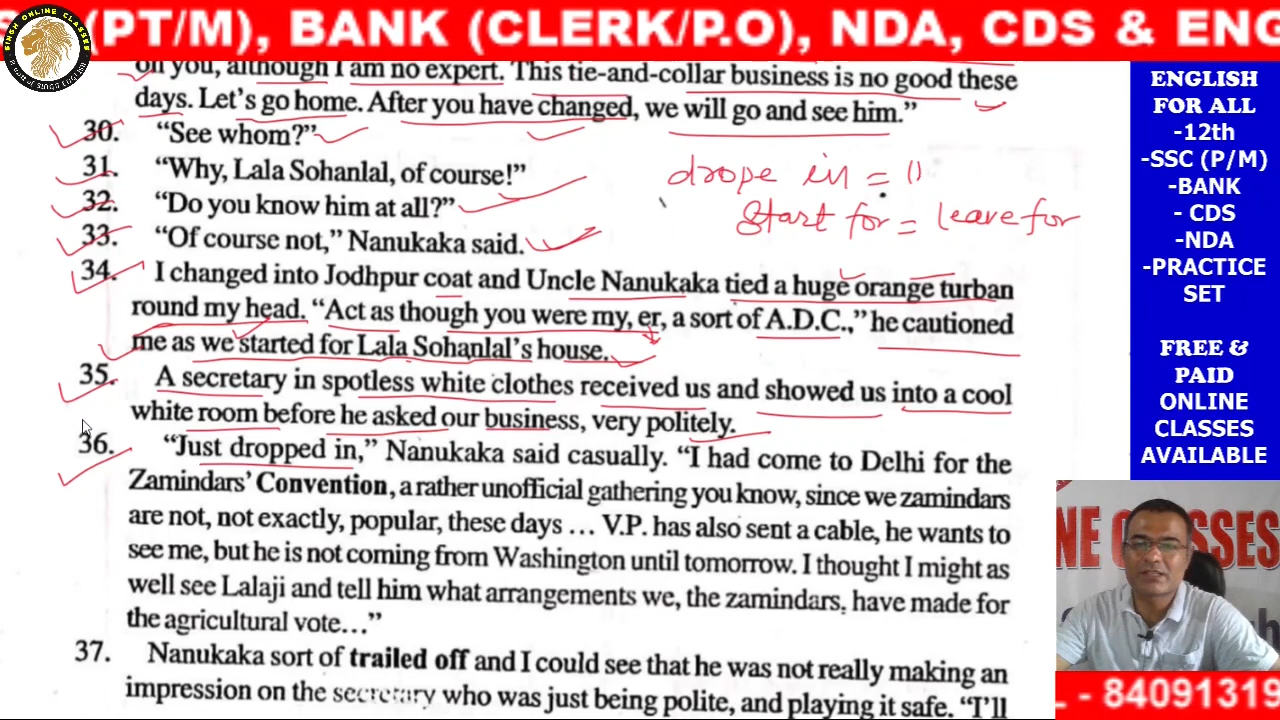 (PT/M), BANK (CLERK/P.O), NDA, CDS & ENG
SINGH ONLINE CLASSES
on you, although I am no expert. This tie-and-collar business is no good these
days. Let's go home. After you have changed, we will go and see him."
30. "See whom?"
31. "Why, Lala Sohanlal, of course!"
32. "Do you know him at all?"
33. "Of course not," Nanukaka said.
drope in = "
Start for = leave for
34. I changed into Jodhpur coat and Uncle Nanukaka tied a huge orange turban
round my head. "Act as though you were my, er, a sort of A.D.C.," he cautioned
me as we started for Lala Sohanlal's house.
35. A secretary in spotless white clothes received us and showed us into a cool
white room before he asked our business, very politely.
36. "Just dropped in," Nanukaka said casually. "I had come to Delhi for the
Zamindars' Convention, a rather unofficial gathering you know, since we zamindars
are not, not exactly, popular, these days ... V.P. has also sent a cable, he wants to
see me, but he is not coming from Washington until tomorrow. I thought I might as
well see Lalaji and tell him what arrangements we, the zamindars, have made for
the agricultural vote..."
37. Nanukaka sort of trailed off and I could see that he was not really making an
impression on the secretary who was just being polite, and playing it safe. "I'll
ENGLISH
FOR ALL
-12th
-SSC (P/M)
-BANK
- CDS
-NDA
-PRACTICE
SET
FREE &
PAID
ONLINE
CLASSES
AVAILABLE
NE CLASSES
- 84091319